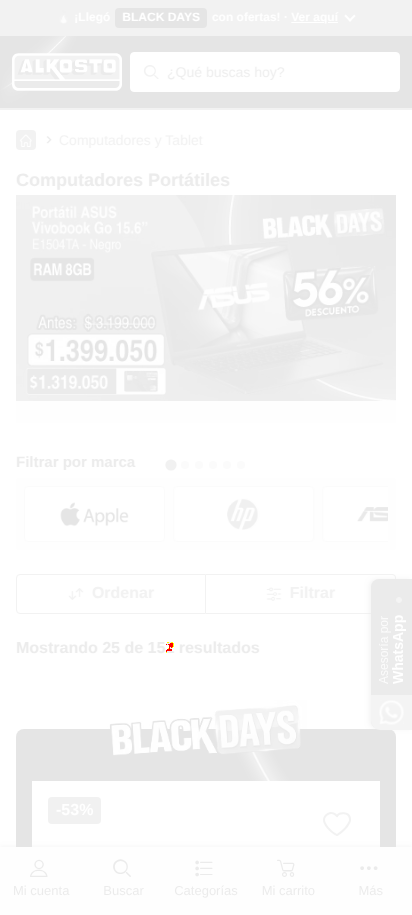 ¡Llegó BLACK DAYS con ofertas! - Ver aquí
ALKOSTO
¿Qué buscas hoy?
Computadores y Tablet
Computadores Portátiles
Portátil ASUS
Vivobook Go 15.6"
E1504TA - Negro
RAM 8GB
BLACK DAYS
ASUS
56%
DESCUENTO
Antes: $ 3.199.000
$1.399.050
$1.319.050
Filtrar por marca
Apple
hp
Ordenar
Filtrar
Asesoría por
WhatsApp
Mostrando 25 de resultados
BLACK DAYS
-53%
Mi cuenta
Buscar
Categorías
Mi carrito
Más